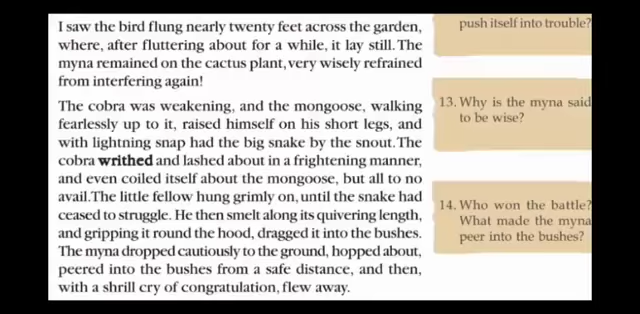 I saw the bird flung nearly twenty feet across the garden,
where, after fluttering about for a while, it lay still. The
myna remained on the cactus plant, very wisely refrained
from interfering again!
The cobra was weakening, and the mongoose, walking
fearlessly up to it, raised himself on his short legs, and
with lightning snap had the big snake by the snout. The
cobra writhed and lashed about in a frightening manner,
and even coiled itself about the mongoose, but all to no
avail. The little fellow hung grimly on, until the snake had
ceased to struggle. He then smelt along its quivering length,
and gripping it round the hood, dragged it into the bushes.
The myna dropped cautiously to the ground, hopped about,
peered into the bushes from a safe distance, and then,
with a shrill cry of congratulation, flew away.
push itself into trouble?
13. Why is the myna said
to be wise?
14. Who won the battle?
What made the myna
peer into the bushes?